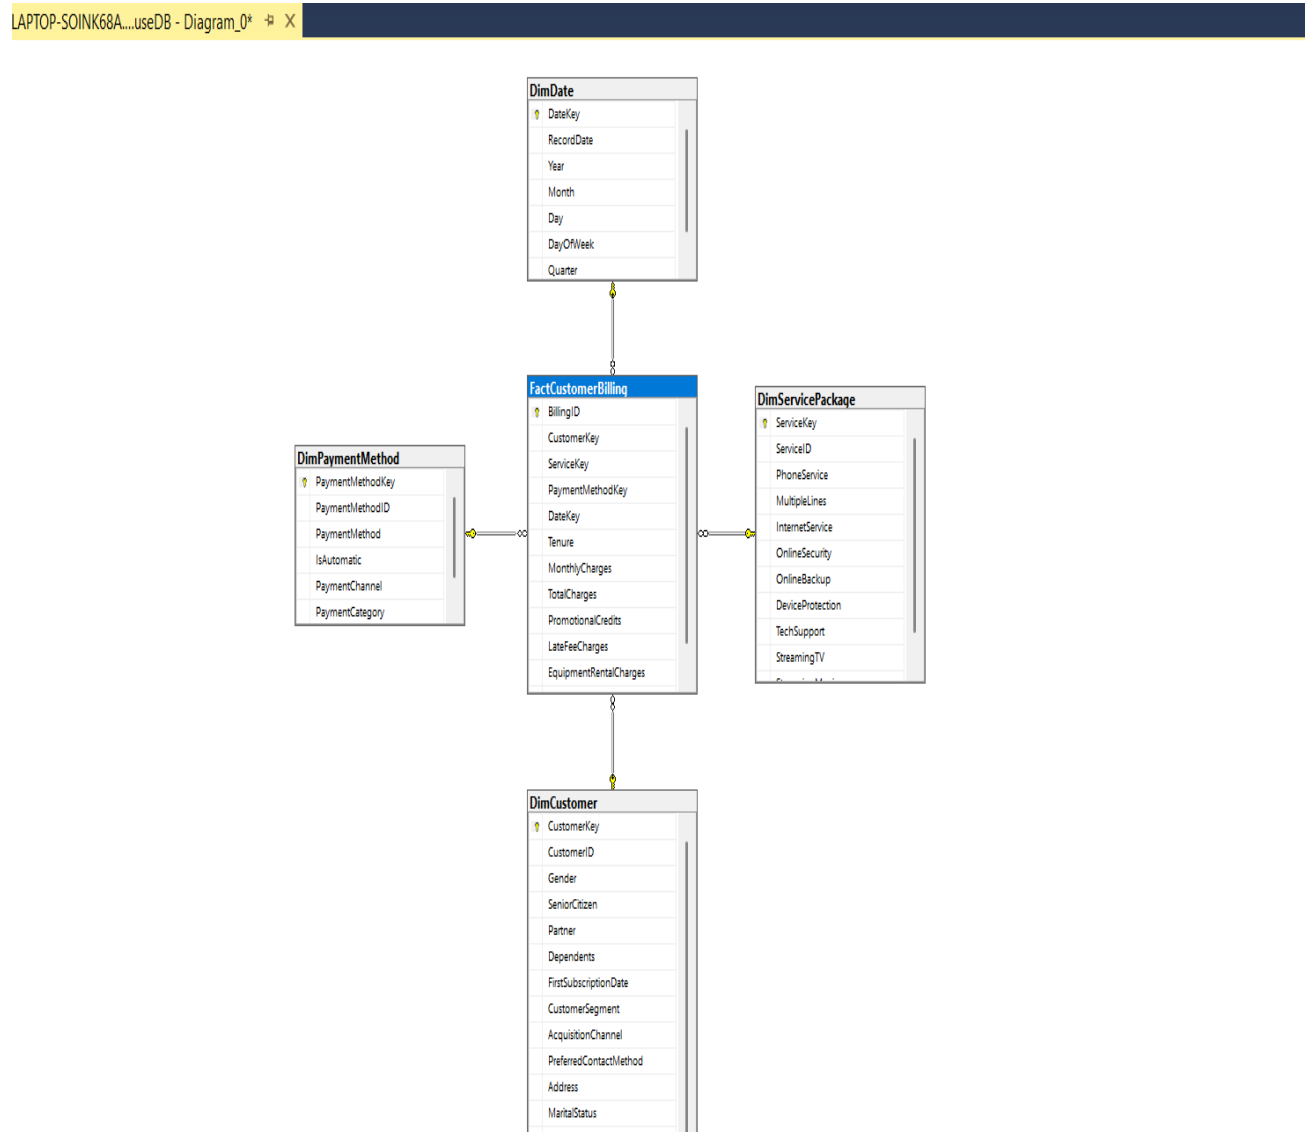 LAPTOP-SOINK68A....useDB - Diagram_0*
DimDate
DateKey
RecordDate
Year
Month
Day
DayOfWeek
Quarter
FactCustomerBilling
BillingID
CustomerKey
ServiceKey
PaymentMethodKey
DateKey
Tenure
MonthlyCharges
TotalCharges
PromotionalCredits
LateFeeCharges
EquipmentRentalCharges
DimServicePackage
ServiceKey
ServiceID
PhoneService
MultipleLines
InternetService
OnlineSecurity
OnlineBackup
DeviceProtection
TechSupport
StreamingTV
DimPaymentMethod
PaymentMethodKey
PaymentMethodID
PaymentMethod
IsAutomatic
PaymentChannel
PaymentCategory
DimCustomer
CustomerKey
CustomerID
Gender
SeniorCitizen
Partner
Dependents
FirstSubscriptionDate
CustomerSegment
AcquisitionChannel
PreferredContactMethod
Address
MaritalStatus